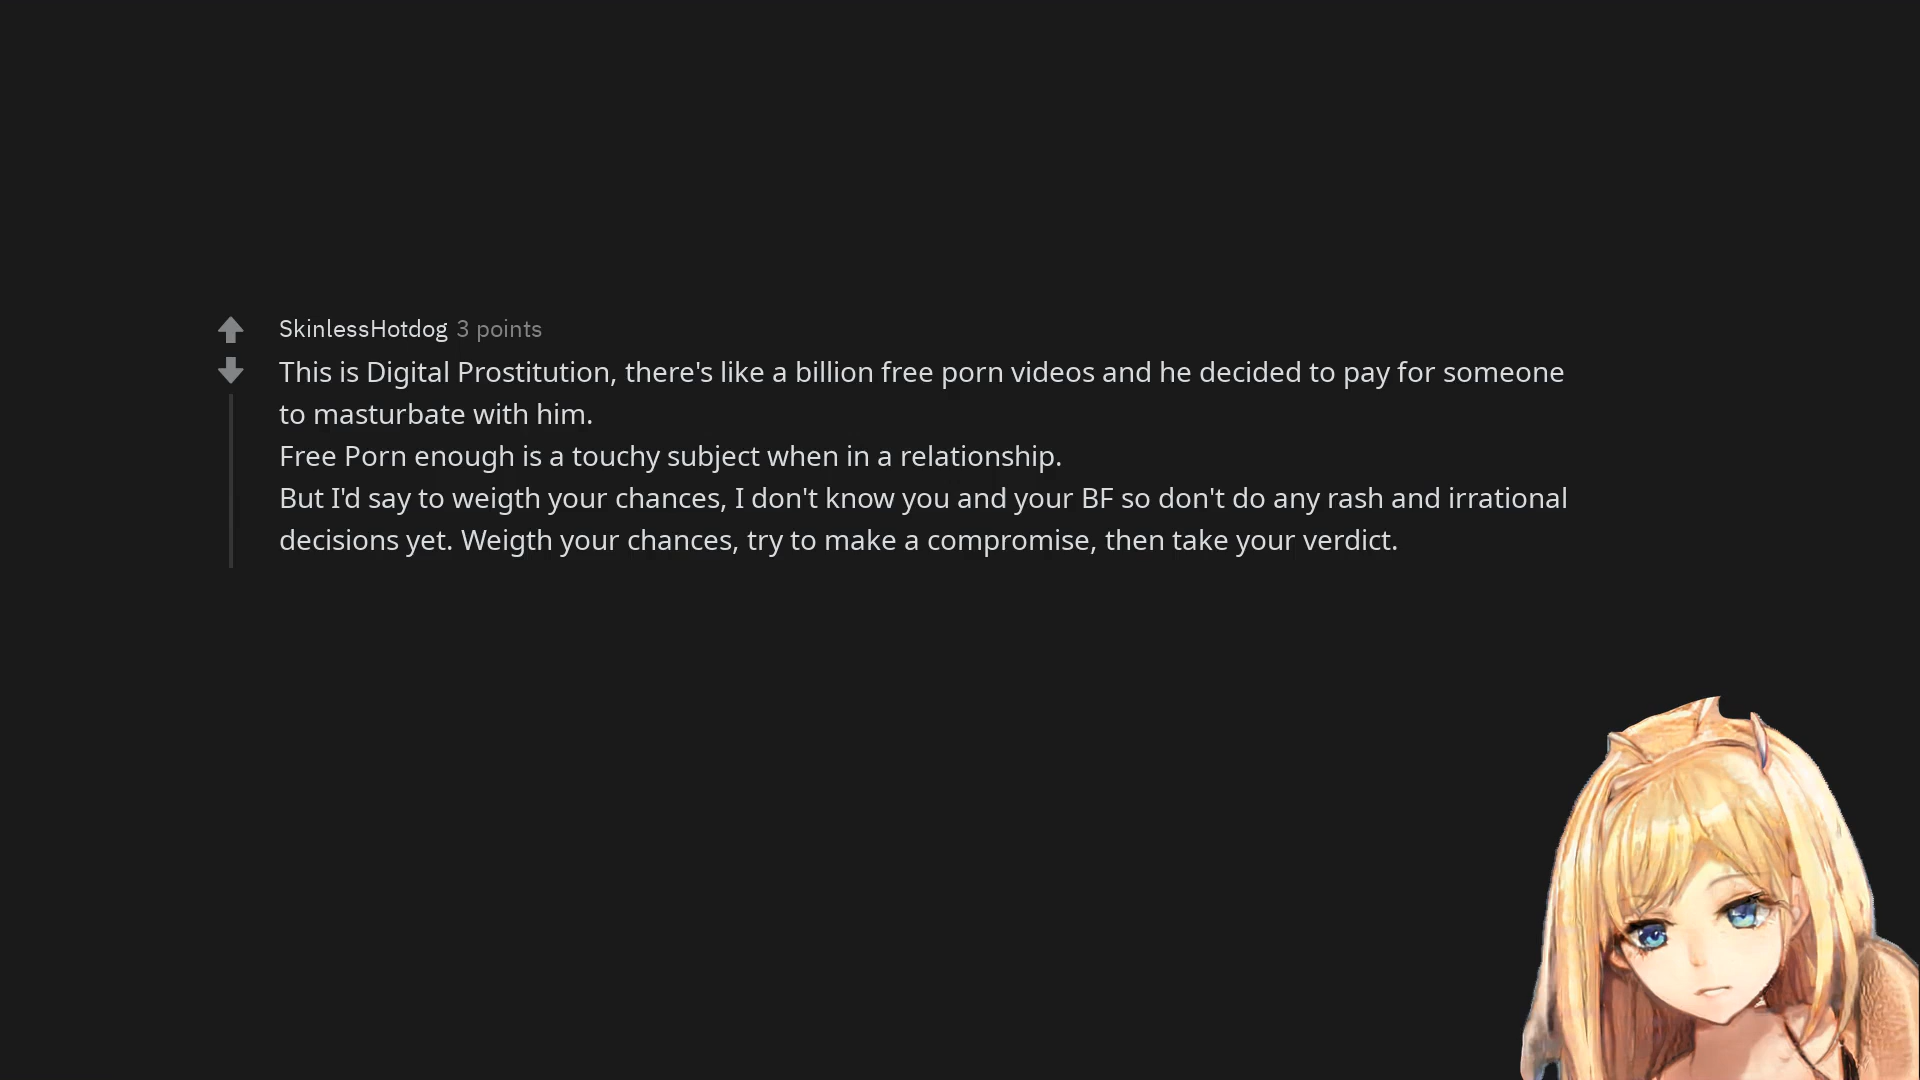 SkinlessHotdog 3 points
This is Digital Prostitution, there's like a billion free porn videos and he decided to pay for someone
to masturbate with him.
Free Porn enough is a touchy subject when in a relationship.
But I'd say to weigth your chances, I don't know you and your BF so don't do any rash and irrational
decisions yet. Weigth your chances, try to make a compromise, then take your verdict.